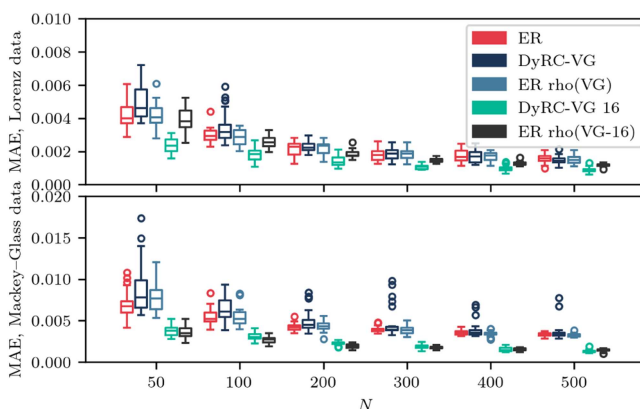 MAE, Lorenz data
0.010
0.008
0.006
0.004
0.002
0.000
ER
DyRC-VG
ER rho(VG)
DyRC-VG 16
ER rho(VG-16)
MAE, Mackey–Glass data
0.020
0.015
0.010
0.005
0.000
50 100 200 300 400 500
N